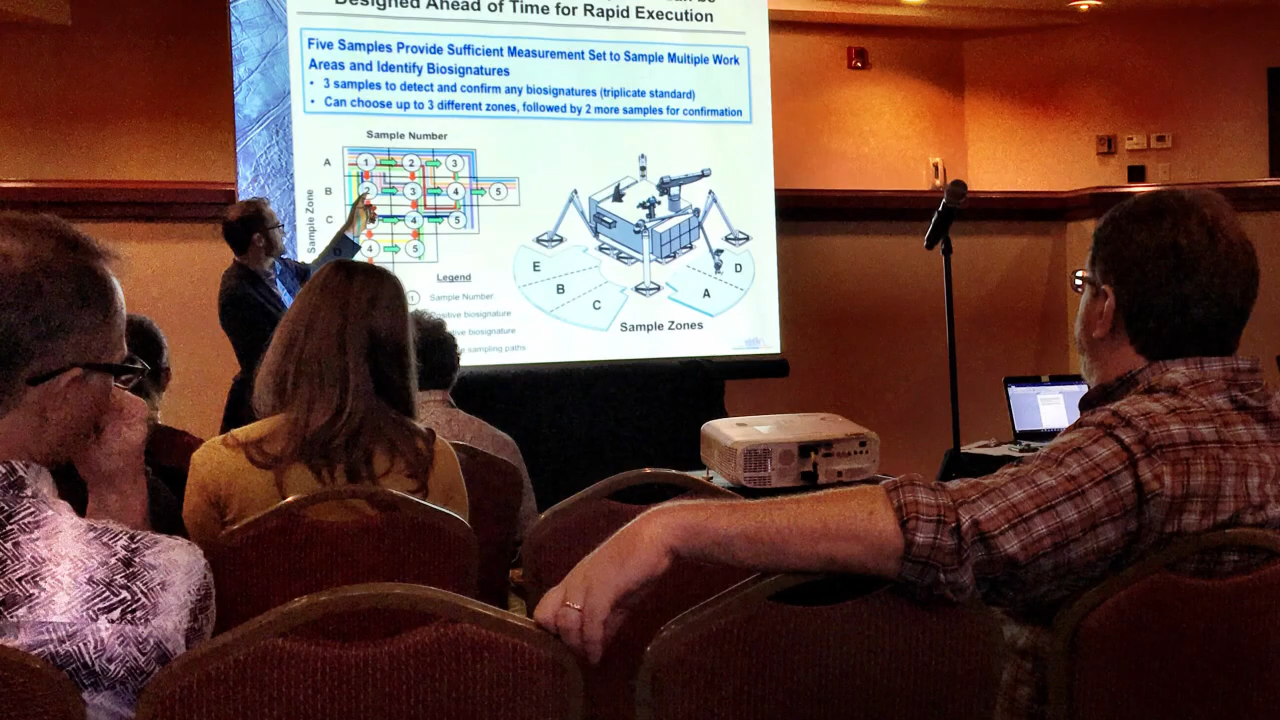 Designed Ahead of Time for Rapid Execution
Five Samples Provide Sufficient Measurement Set to Sample Multiple Work
Areas and Identify Biosignatures
• 3 samples to detect and confirm any biosignatures (triplicate standard)
• Can choose up to 3 different zones, followed by 2 more samples for confirmation
Sample Number
Sample Zone
A 1 2 3
B 2 3 4 5
C 4 5
4 5
Legend
1 Sample Number
Positive biosignature
biosignature
sampling paths
E
B
C
D
A
Sample Zones